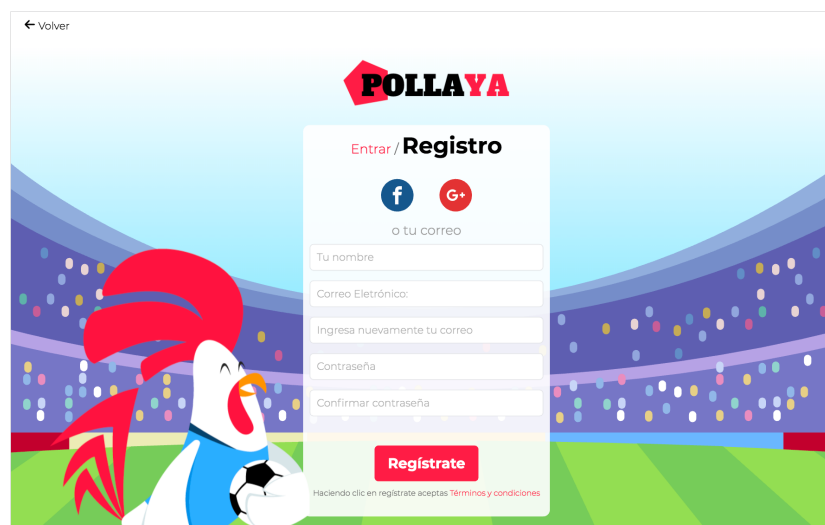 ← Volver
POLLAYA
Entrar / Registro
f G+
o tu correo
Tu nombre
Correo Eletrónico:
Ingresa nuevamente tu correo
Contraseña
Confirmar contraseña
Regístrate
Haciendo clic en regístrate aceptas Términos y condiciones